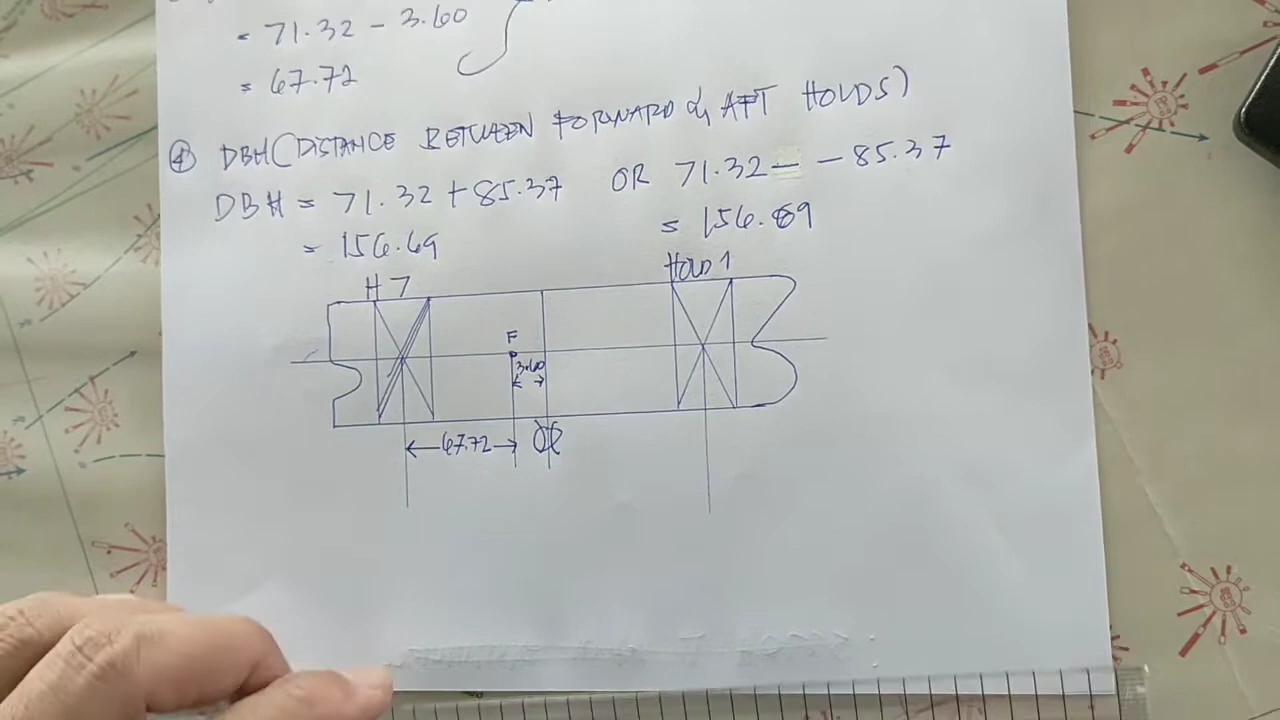 = 71.32 - 3.60
= 67.72
④ DBH (DISTANCE BETWEEN FORWARD & AFT HOLDS)
DBH = 71.32 + 85.37 OR 71.32 - - 85.37
= 156.69 = 156.69
H 7 HOLD 1
F
3.60
67.72